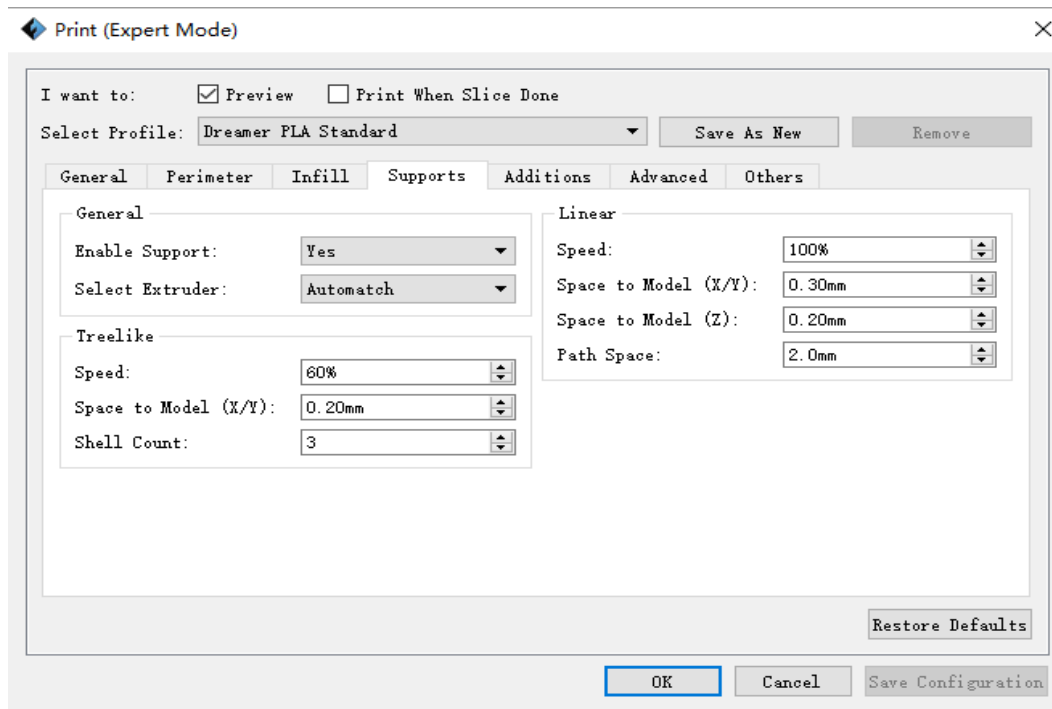 Print (Expert Mode)
I want to: Preview Print When Slice Done
Select Profile: Dreamer PLA Standard Save As New Remove
General Perimeter Infill Supports Additions Advanced Others
General
Enable Support: Yes
Select Extruder: Automatch
Treelike
Speed: 60%
Space to Model (X/Y): 0.20mm
Shell Count: 3
Linear
Speed: 100%
Space to Model (X/Y): 0.30mm
Space to Model (Z): 0.20mm
Path Space: 2.0mm
Restore Defaults
OK Cancel Save Configuration